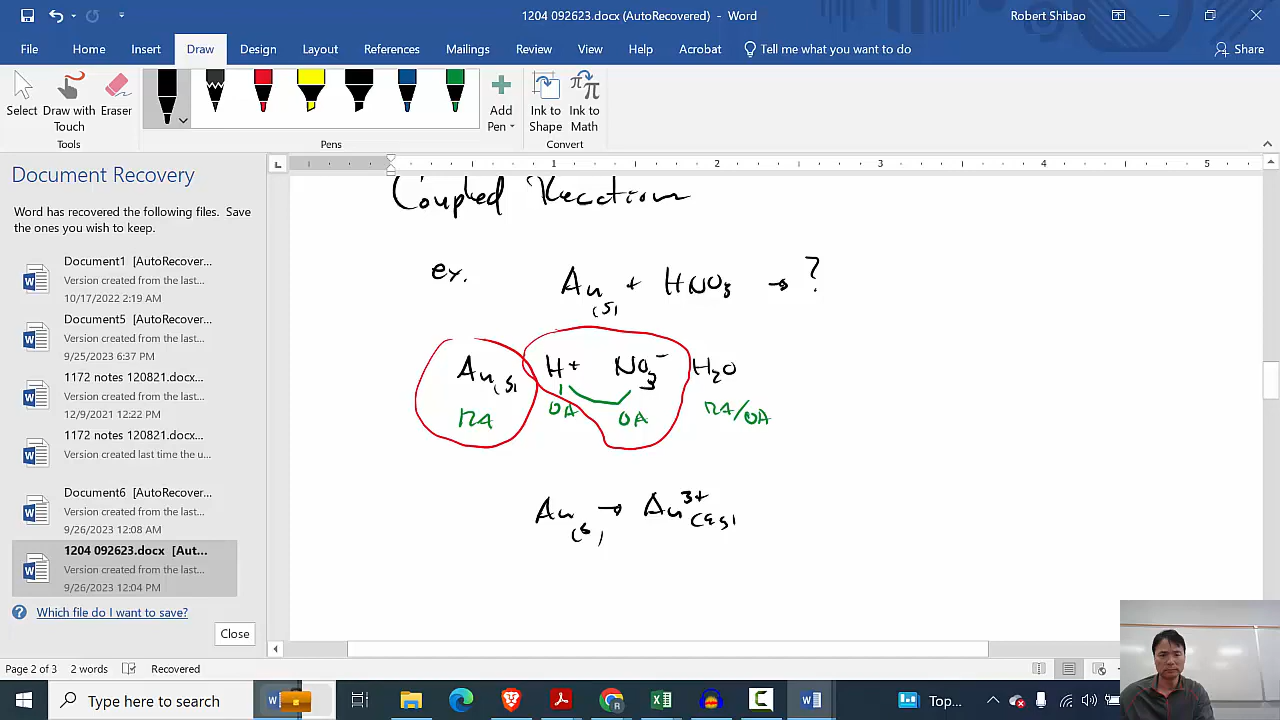 1204 092623.docx (AutoRecovered) - Word
Robert Shibao
File Home Insert Draw Design Layout References Mailings Review View Help Acrobat Tell me what you want to do Share
Select Draw with Touch Eraser Add Pen Ink to Shape Ink to Math
Tools Pens Convert
1 2 3 4 5
Document Recovery
Word has recovered the following files. Save
the ones you wish to keep.
Document1 [AutoRecover...
Version created from the last...
10/17/2022 2:19 AM
Document5 [AutoRecover...
Version created from the last...
9/25/2023 6:37 PM
1172 notes 120821.docx...
Version created from the last...
12/9/2021 12:22 PM
1172 notes 120821.docx...
Version created last time the u...
Document6 [AutoRecover...
Version created from the last...
9/26/2023 12:08 AM
1204 092623.docx [Aut...
Version created from the last...
9/26/2023 12:04 PM
Which file do I want to save?
Close
Coupled Reactions
ex. Au(s) + HNO3 → ?
Au(s) H+ NO3- H2O
RA OA OA RA/OA
Au(s) → Au3+(aq)
Page 2 of 3 2 words Recovered
Type here to search
Top...